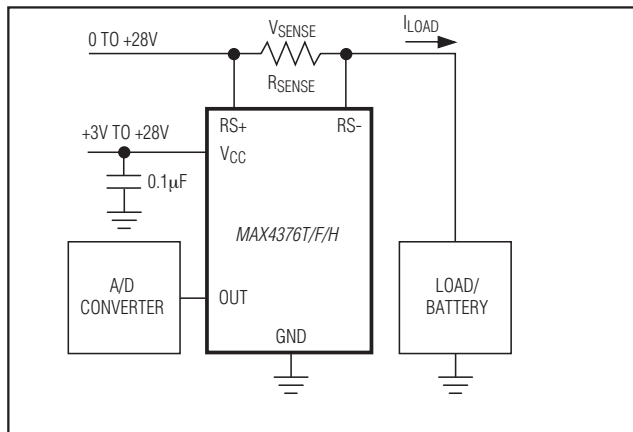 0 TO +28V
VSENSE
ILOAD
RSENSE
RS+
RS-
+3V TO +28V
VCC
0.1μF
MAX4376T/F/H
A/D
CONVERTER
OUT
LOAD/
BATTERY
GND